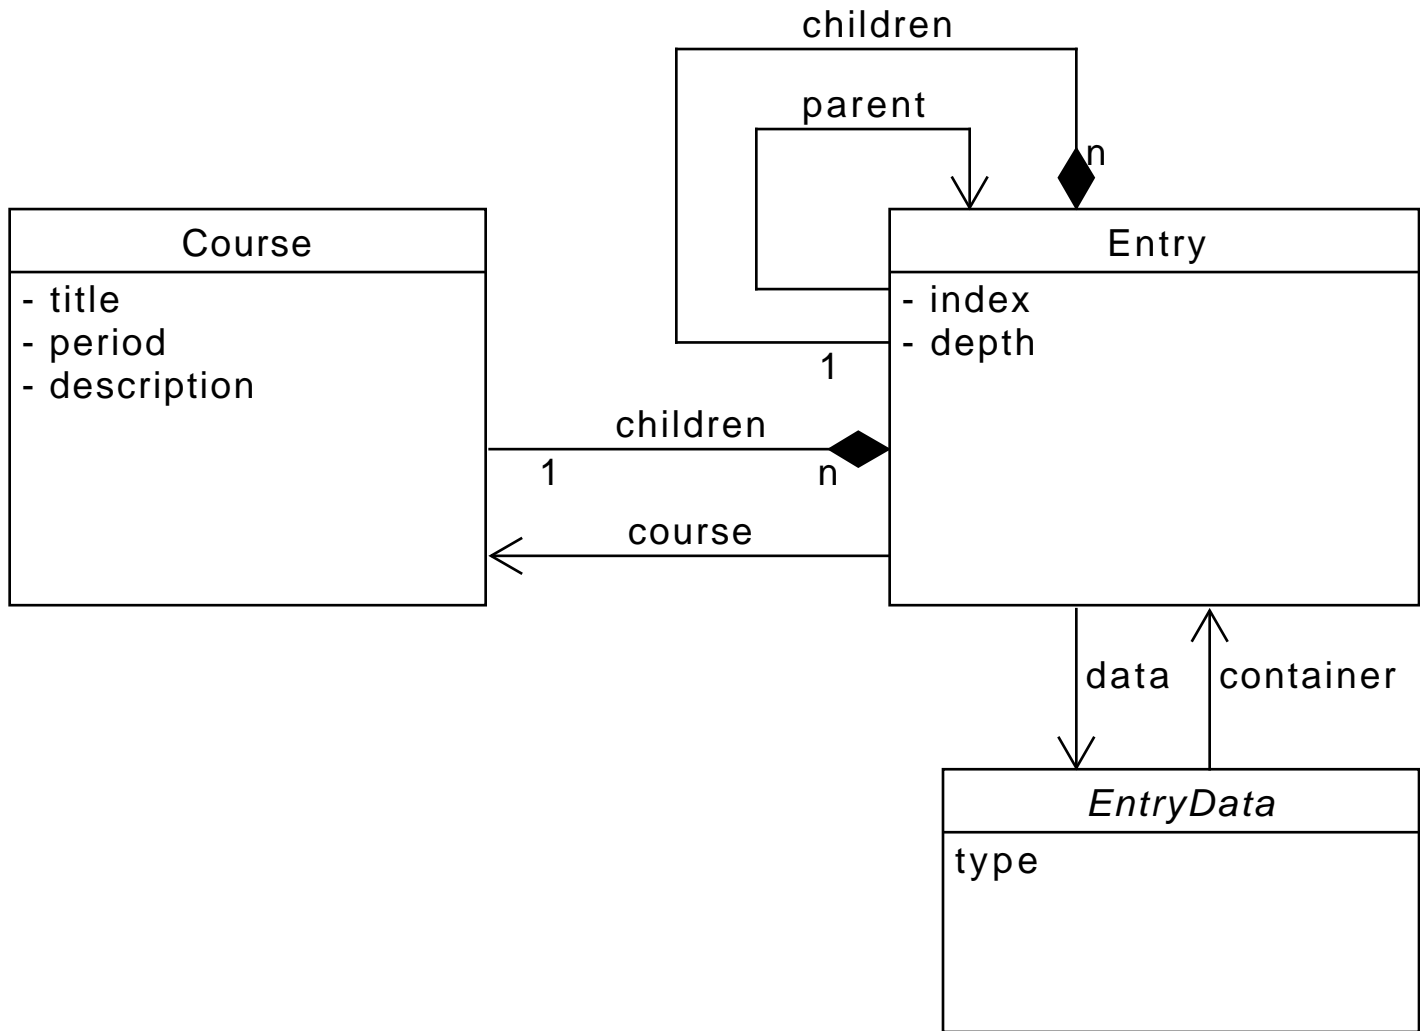 children
parent
n
Course
Entry
- title
- period
- description
- index
- depth
1
children
1
n
course
data
container
EntryData
type